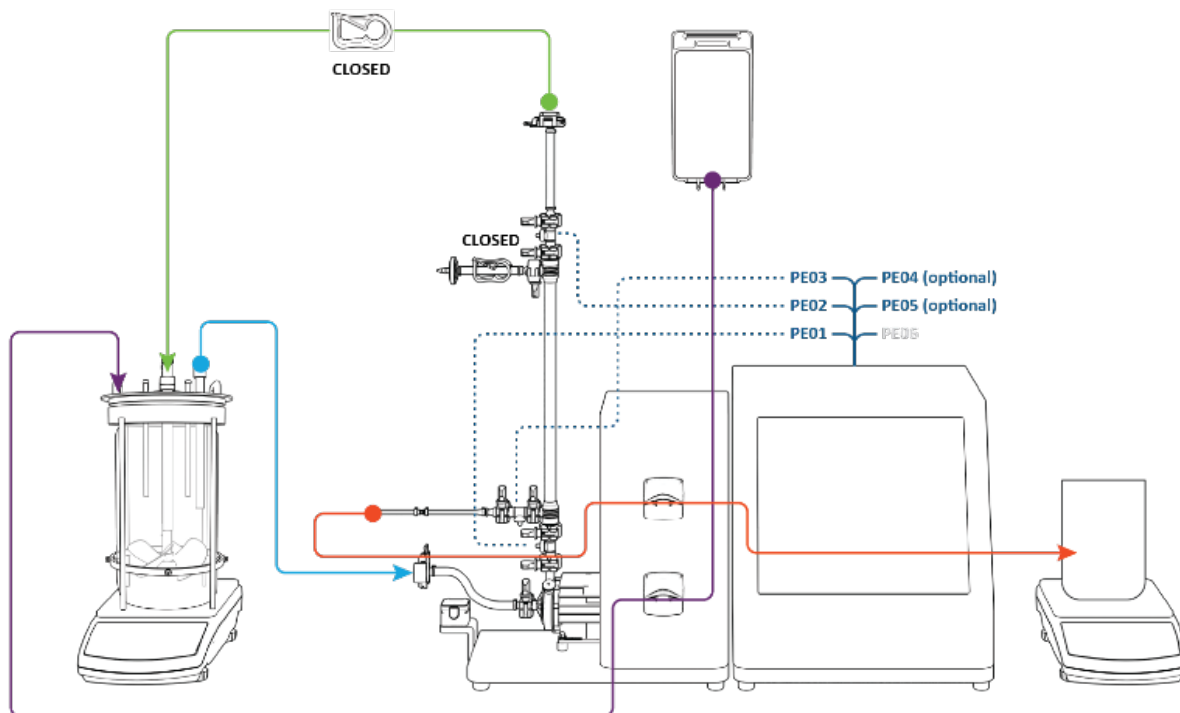 CLOSED
CLOSED
PE03 PE04 (optional)
PE02 PE05 (optional)
PE01 PE06